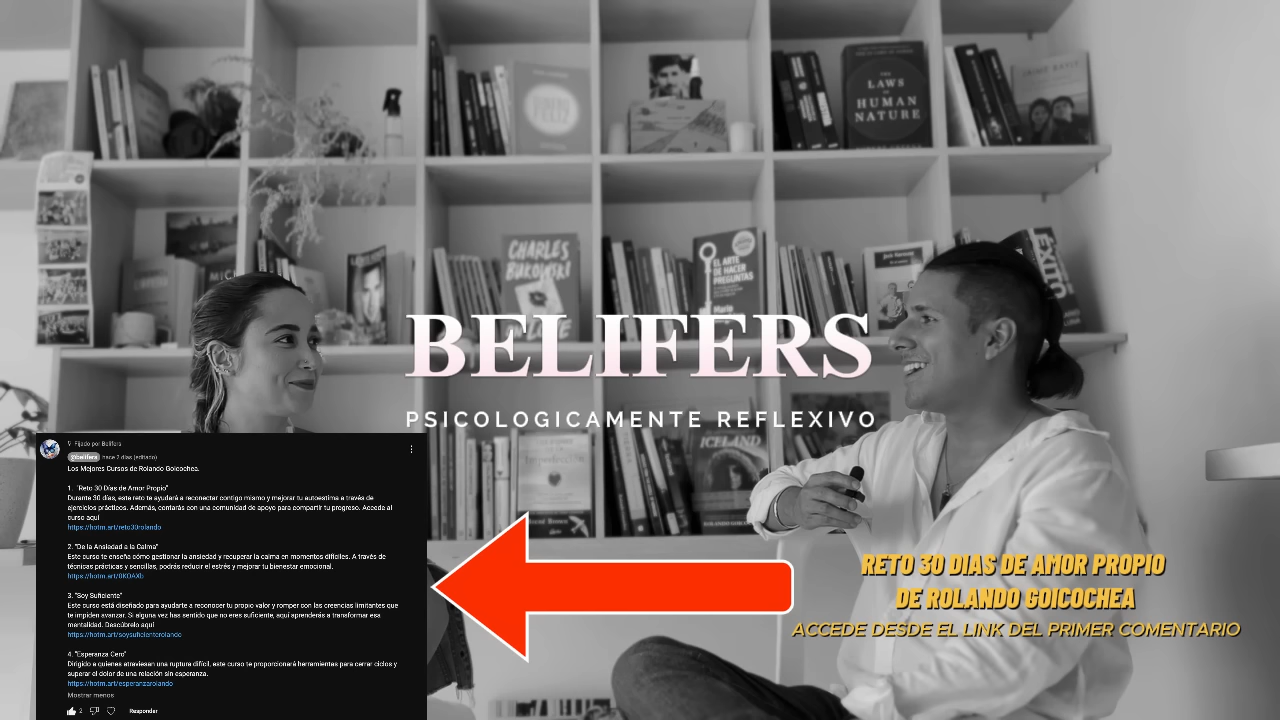 THE
LAWS
OF
HUMAN
NATURE
CHARLES
BUKOWSKI
EL ARTE
DE HACER
PREGUNTAS
Mario
ÉXITO
BELIFERS
PSICOLOGICAMENTE REFLEXIVO
ICELAND
Fijado por Belifers
@belifers hace 2 días (editado)
Los Mejores Cursos de Rolando Goicochea.
1. "Reto 30 Días de Amor Propio"
Durante 30 días, este reto te ayudará a reconectar contigo mismo y mejorar tu autoestima a través de
ejercicios prácticos. Además, contarás con una comunidad de apoyo para compartir tu progreso. Accede al
curso aquí
https://hotm.art/reto30rolando
2. "De la Ansiedad a la Calma"
Este curso te enseña cómo gestionar la ansiedad y recuperar la calma en momentos difíciles. A través de
técnicas prácticas y sencillas, podrás reducir el estrés y mejorar tu bienestar emocional.
https://hotm.art/0KOAXb
3. "Soy Suficiente"
Este curso está diseñado para ayudarte a reconocer tu propio valor y romper con las creencias limitantes que
te impiden avanzar. Si alguna vez has sentido que no eres suficiente, aquí aprenderás a transformar esa
mentalidad. Descúbrelo aquí
https://hotm.art/soysuficienterolando
4. "Esperanza Cero"
Dirigido a quienes atraviesan una ruptura difícil, este curso te proporcionará herramientas para cerrar ciclos y
superar el dolor de una relación sin esperanza.
https://hotm.art/esperanzarolando
Mostrar menos
2 Responder
RETO 30 DIAS DE AMOR PROPIO
DE ROLANDO GOICOCHEA
ACCEDE DESDE EL LINK DEL PRIMER COMENTARIO